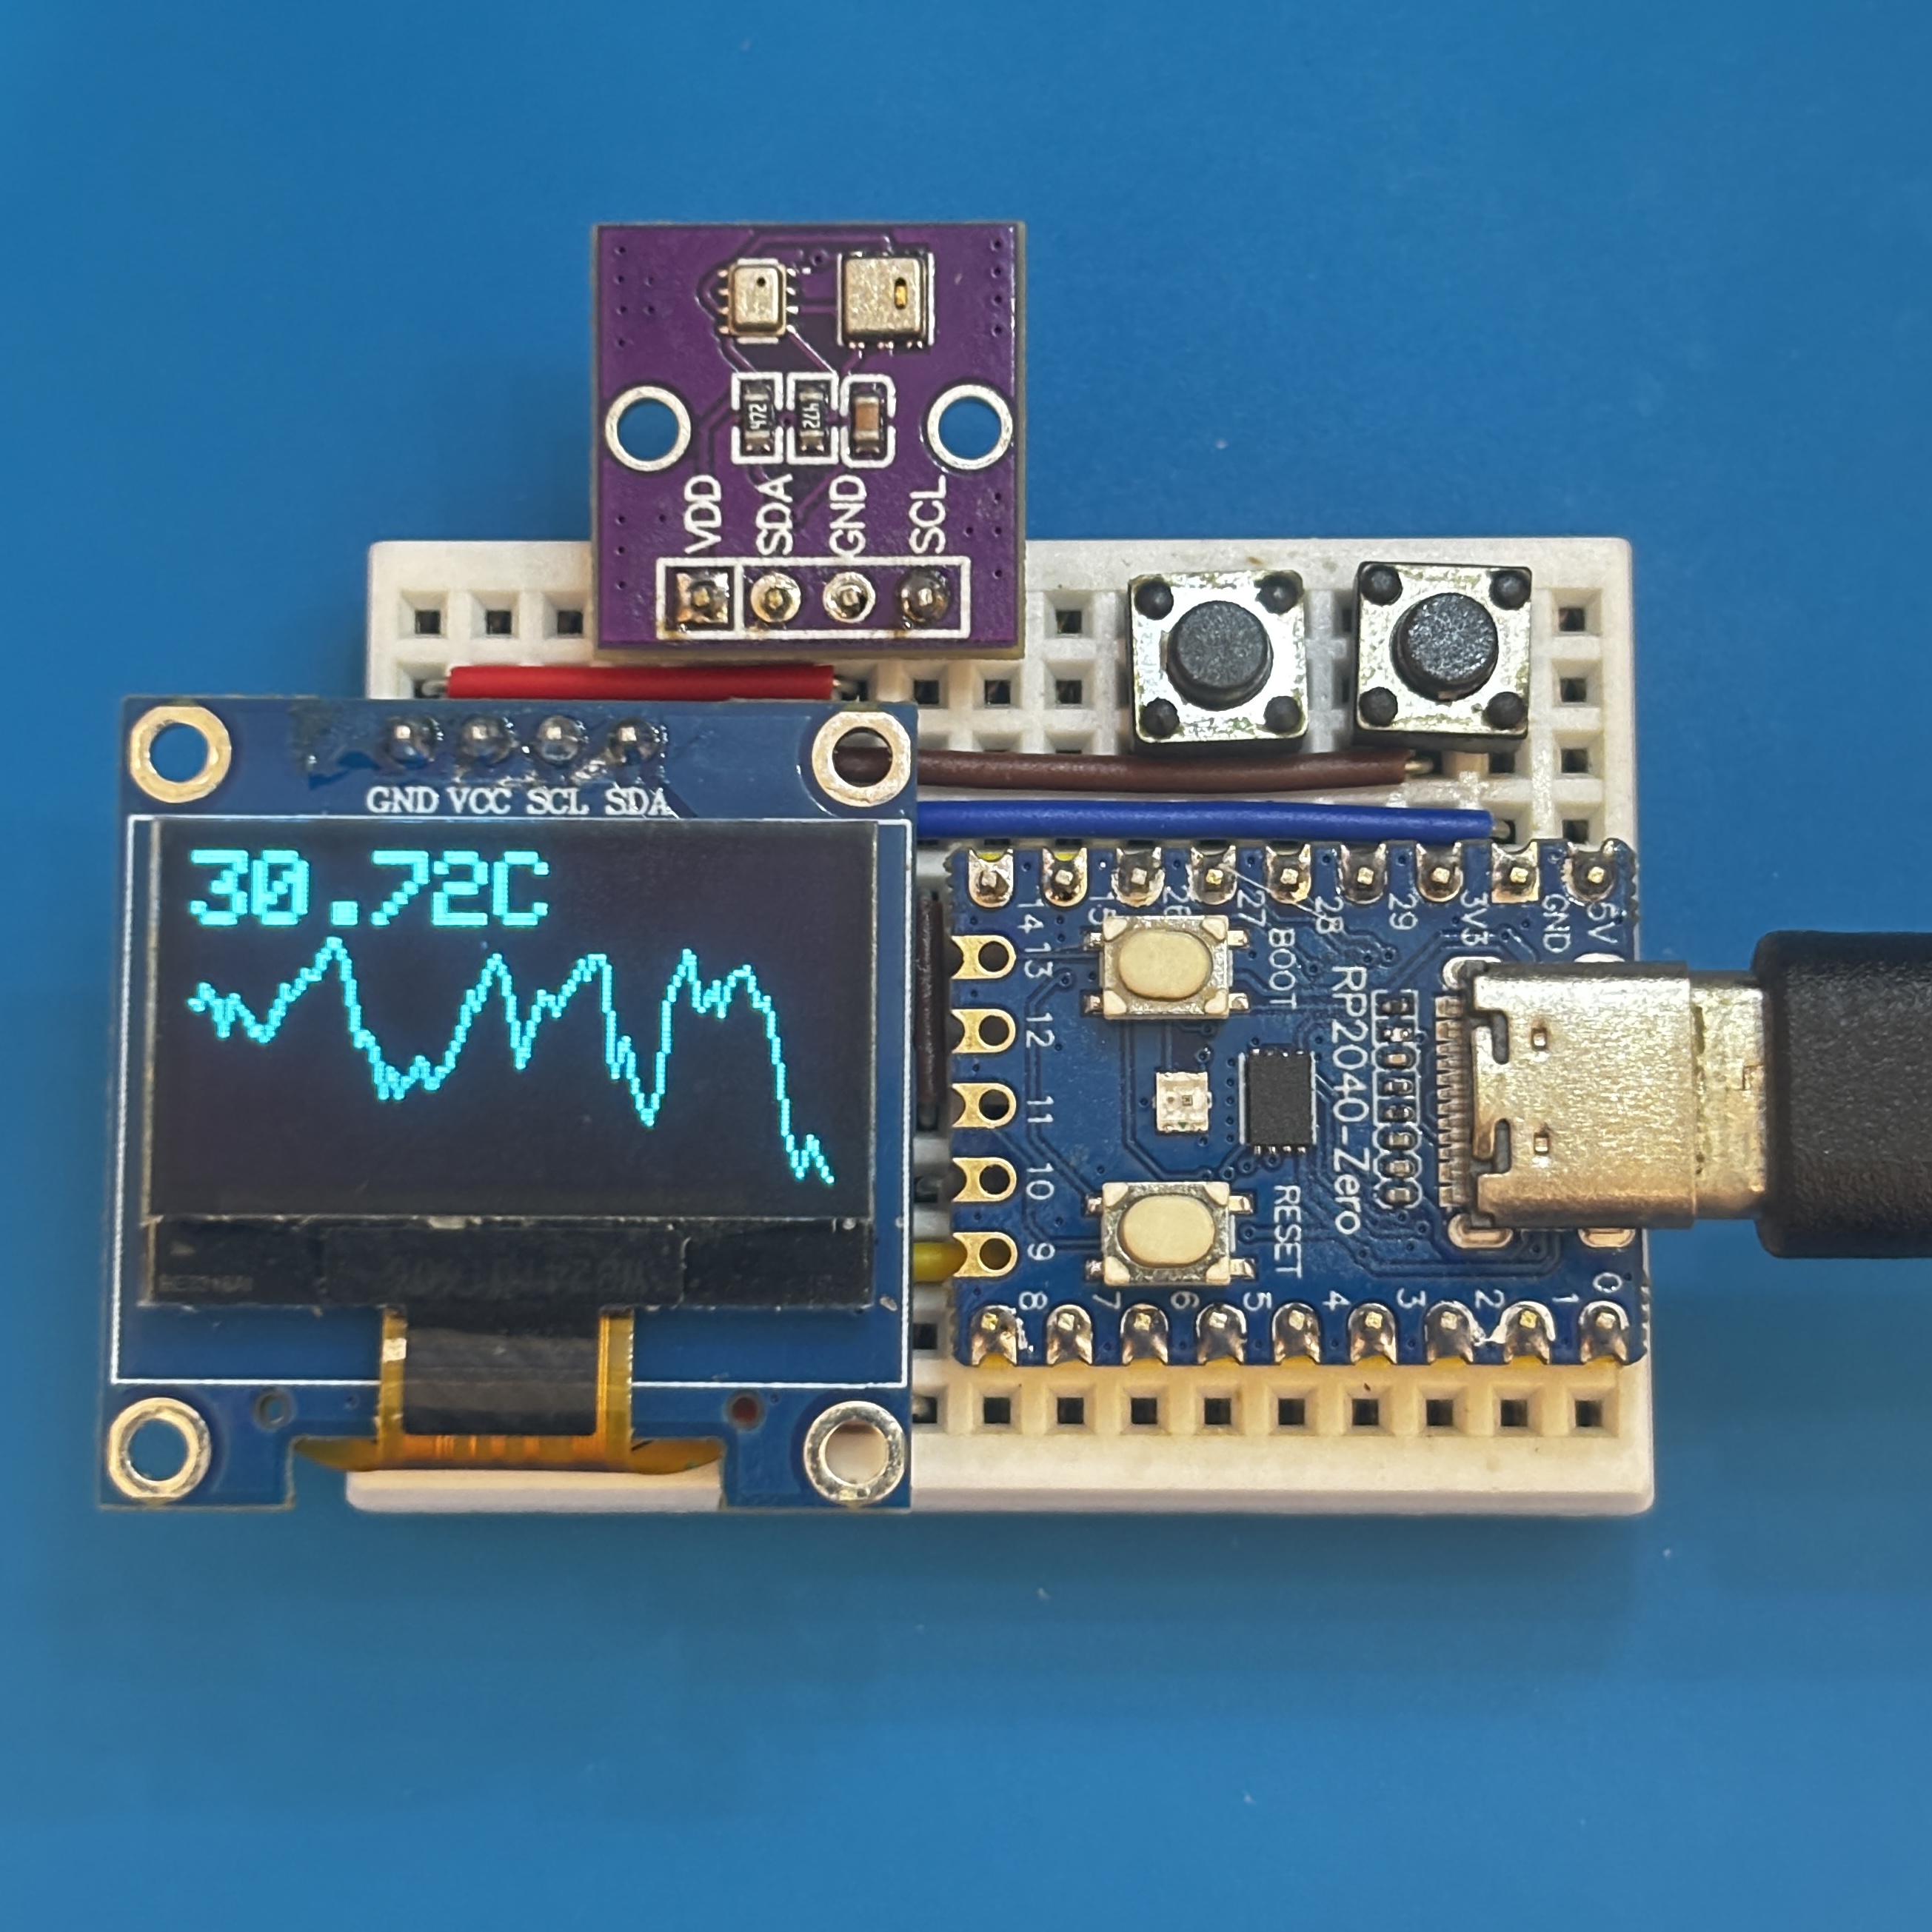 472
472
VDD
SDA
GND
SCL
GND VCC SCL SDA
30.72C
14
15
26
27
28
29
3V3
GND
5V
13
12
11
10
9
BOOT
RP2040-Zero
RESET
8
7
6
5
4
3
2
1
0